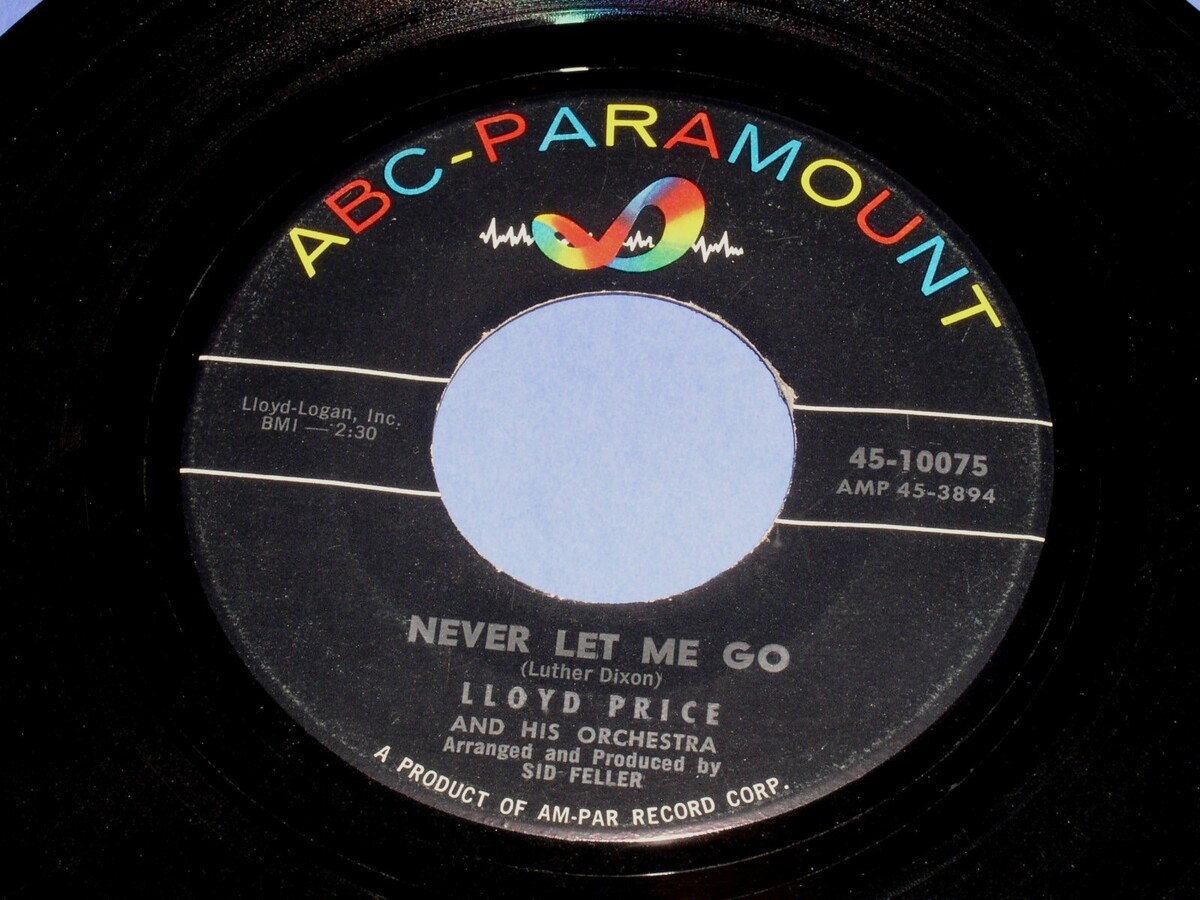 ABC-PARAMOUNT
Lloyd-Logan, Inc.
BMI — 2:30
45-10075
AMP 45-3894
NEVER LET ME GO
(Luther Dixon)
LLOYD PRICE
AND HIS ORCHESTRA
Arranged and Produced by
SID FELLER
A PRODUCT OF AM-PAR RECORD CORP.